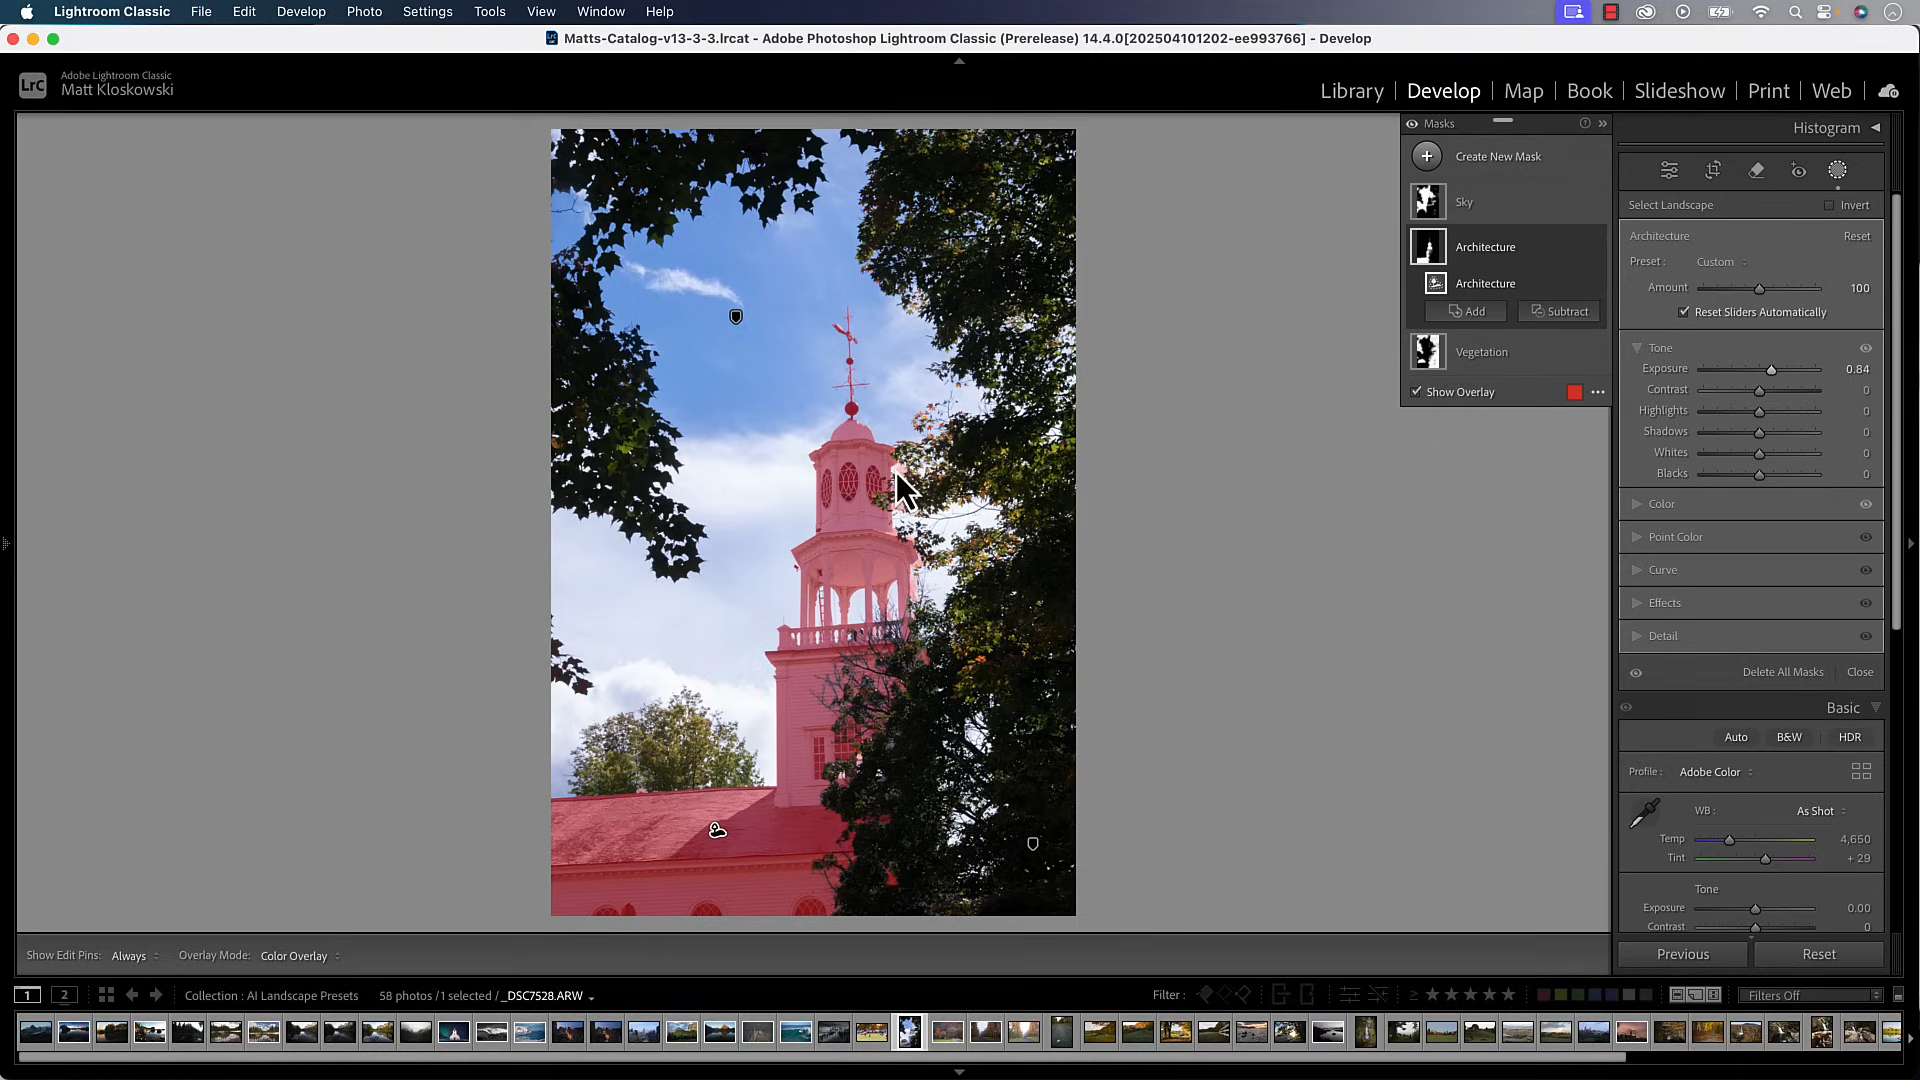 Lightroom Classic File Edit Develop Photo Settings Tools View Window Help
LrC Matts-Catalog-v13-3-3.lrcat - Adobe Photoshop Lightroom Classic (Prerelease) 14.4.0[202504101202-ee993766] - Develop
LrC
Adobe Lightroom Classic
Matt Kloskowski
Library | Develop | Map | Book | Slideshow | Print | Web
Masks
Create New Mask
Sky
Architecture
Architecture
Add Subtract
Vegetation
Show Overlay
Histogram
Select Landscape Invert
Architecture Reset
Preset : Custom
Amount 100
Reset Sliders Automatically
Tone
Exposure 0.84
Contrast 0
Highlights 0
Shadows 0
Whites 0
Blacks 0
Color
Point Color
Curve
Effects
Detail
Delete All Masks Close
Basic
Auto B&W HDR
Profile : Adobe Color
WB : As Shot
Temp 4,650
Tint + 29
Tone
Exposure 0.00
Contrast 0
Previous Reset
Show Edit Pins: Always Overlay Mode: Color Overlay
1 2 Collection : AI Landscape Presets 58 photos /1 selected / _DSC7528.ARW Filter : Filters Off